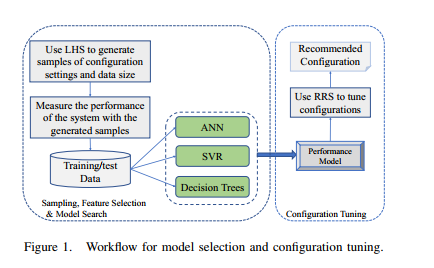 Use LHS to generate
samples of configuration
settings and data size
Measure the performance
of the system with the
generated samples
Training/test
Data
ANN
SVR
Decision Trees
Sampling, Feature Selection
& Model Search
Recommended
Configuration
Use RRS to tune
configurations
Performance
Model
Configuration Tuning
Figure 1. Workflow for model selection and configuration tuning.